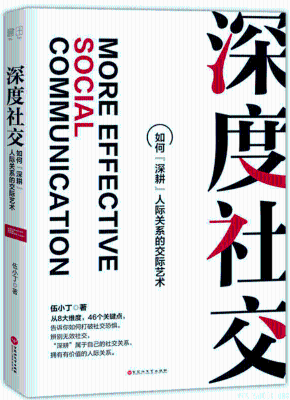 深度社交
MORE EFFECTIVE
SOCIAL
COMMUNICATION
如何「深耕」人际关系的交际艺术
伍小丁◎著
从8大维度，46个关键点，
告诉你如何打破社交恐惧，
辨别无效社交，
“深耕”属于自己的社交关系，
拥有有价值的人际关系。
深度社交
如何「深耕」
人际关系的交际艺术
伍小丁◎著